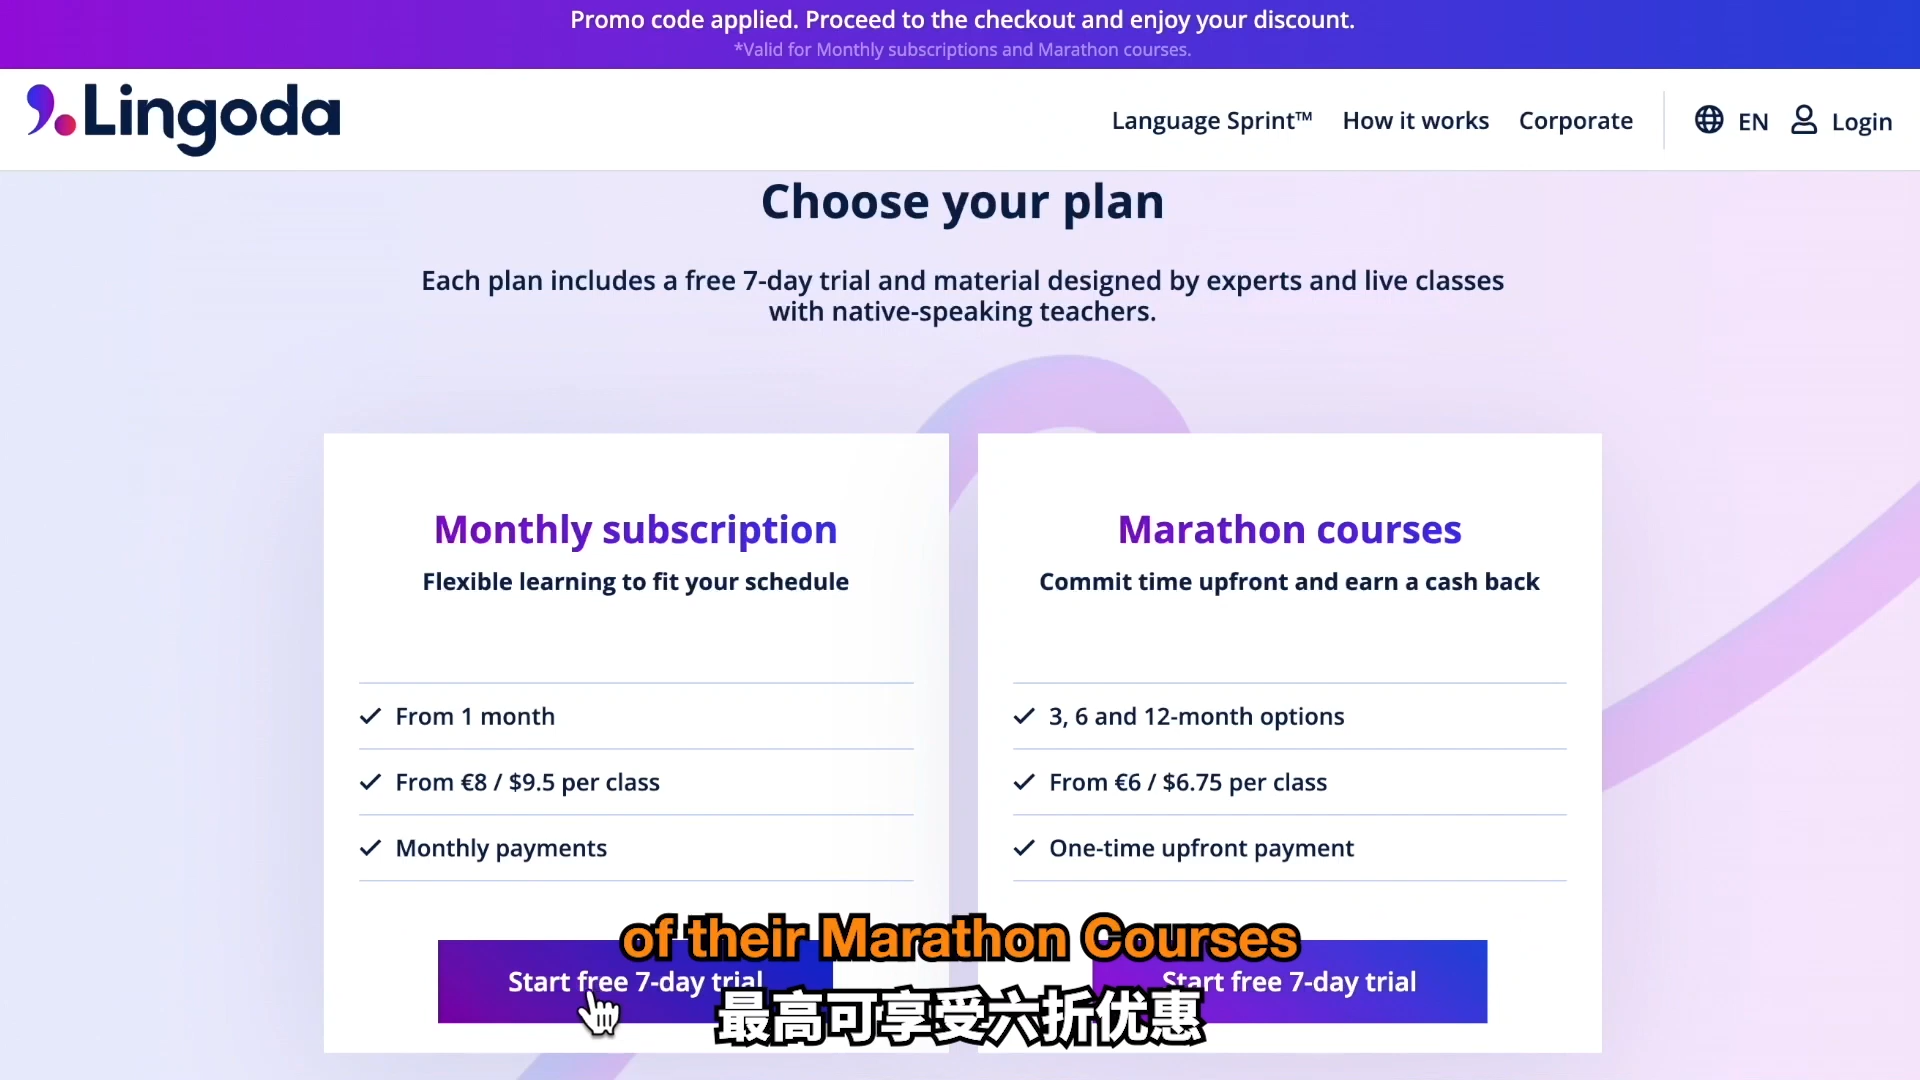 Promo code applied. Proceed to the checkout and enjoy your discount.
*Valid for Monthly subscriptions and Marathon courses.
Lingoda
Language Sprint™
How it works
Corporate
EN
Login
Choose your plan
Each plan includes a free 7-day trial and material designed by experts and live classes
with native-speaking teachers.
Monthly subscription
Flexible learning to fit your schedule
From 1 month
From €8 / $9.5 per class
Monthly payments
Start free 7-day trial
Marathon courses
Commit time upfront and earn a cash back
3, 6 and 12-month options
From €6 / $6.75 per class
One-time upfront payment
Start free 7-day trial
of their Marathon Courses
最高可享受六折优惠